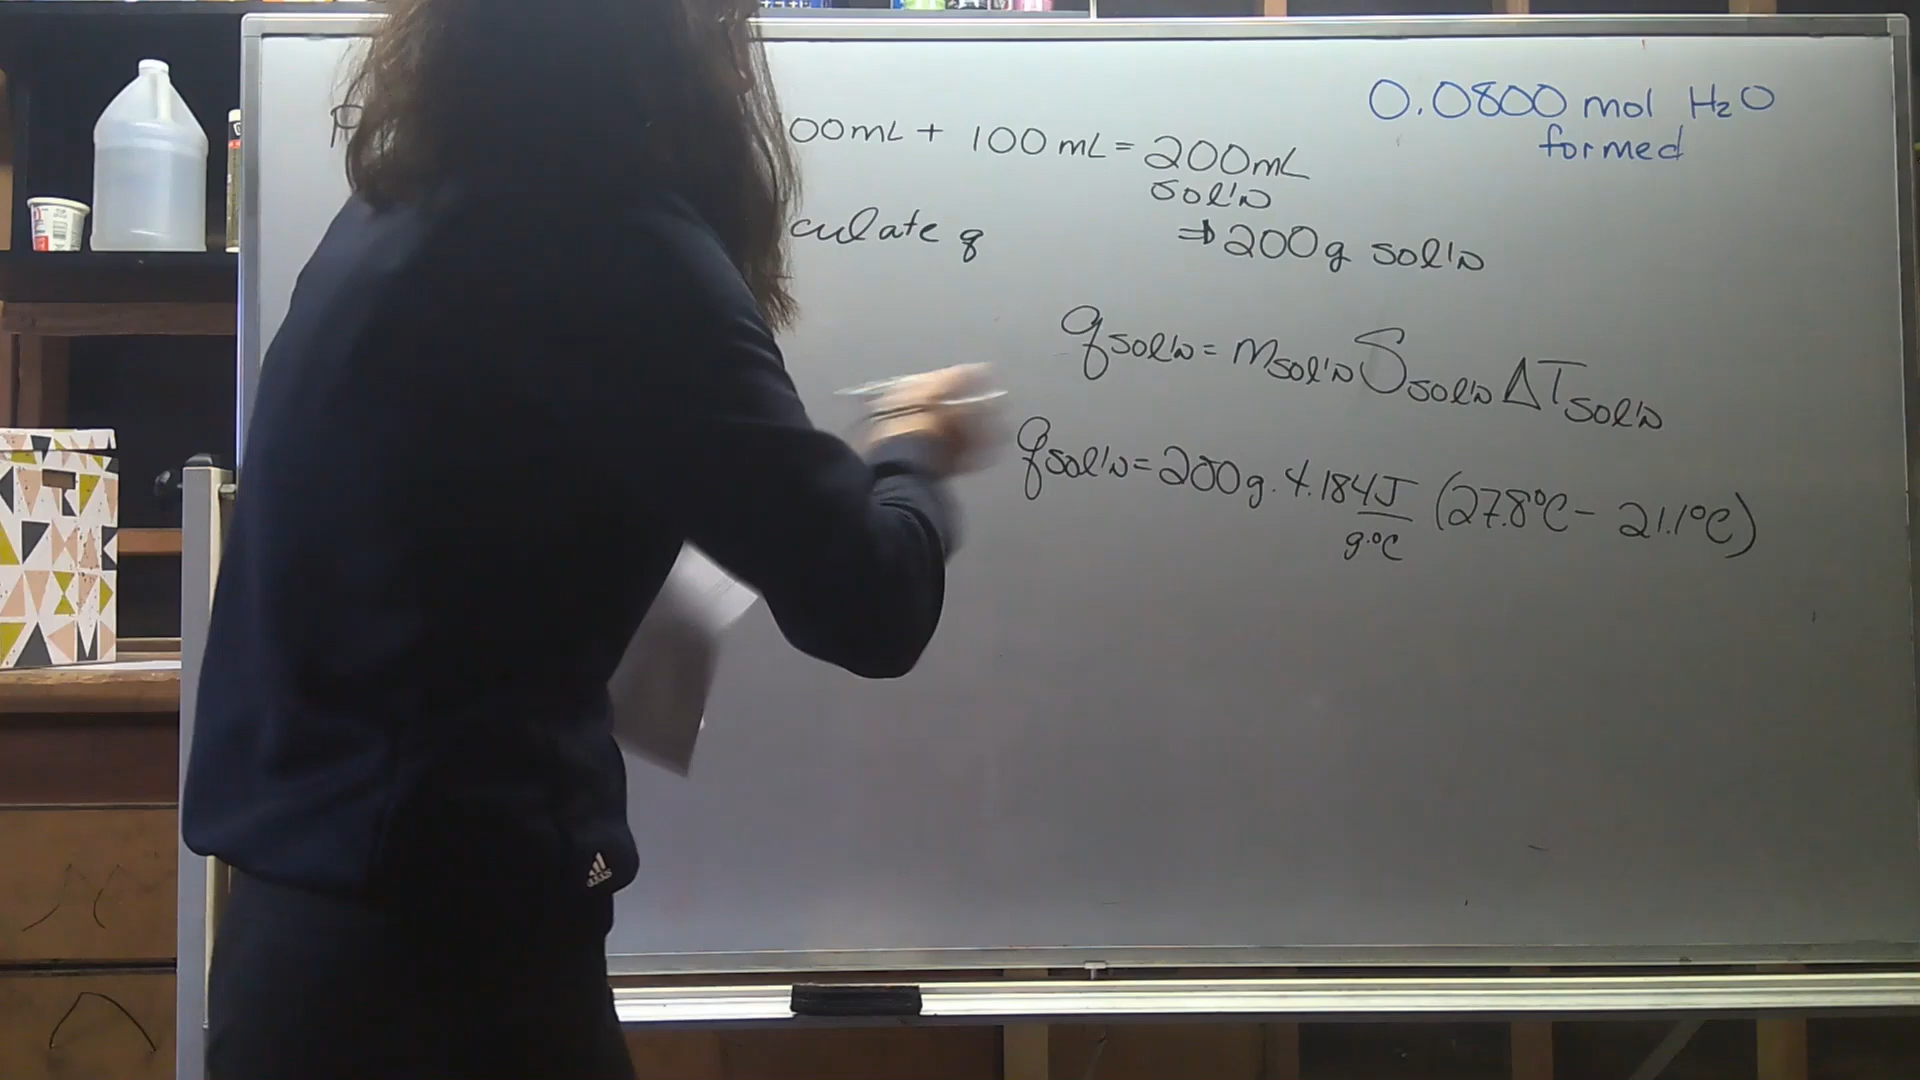 00mL + 100 mL = 200mL
sol'n
culate q
⇒ 200g sol'n
0.0800 mol H₂O
formed
qsol'n = msol'n Ssol'n ΔTsol'n
qsol'n = 200g · 4.184J/g·°C (27.8°C - 21.1°C)